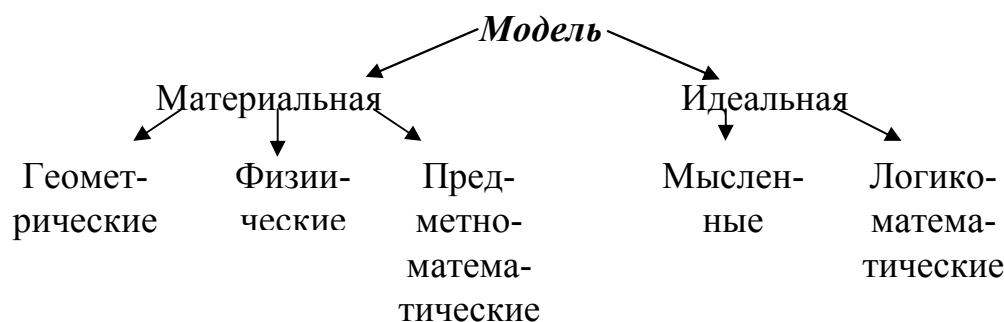 Модель
Материальная
Идеальная
Геомет-
рические
Физии-
ческие
Пред-
метно-
матема-
тические
Мыслен-
ные
Логико-
матема-
тические